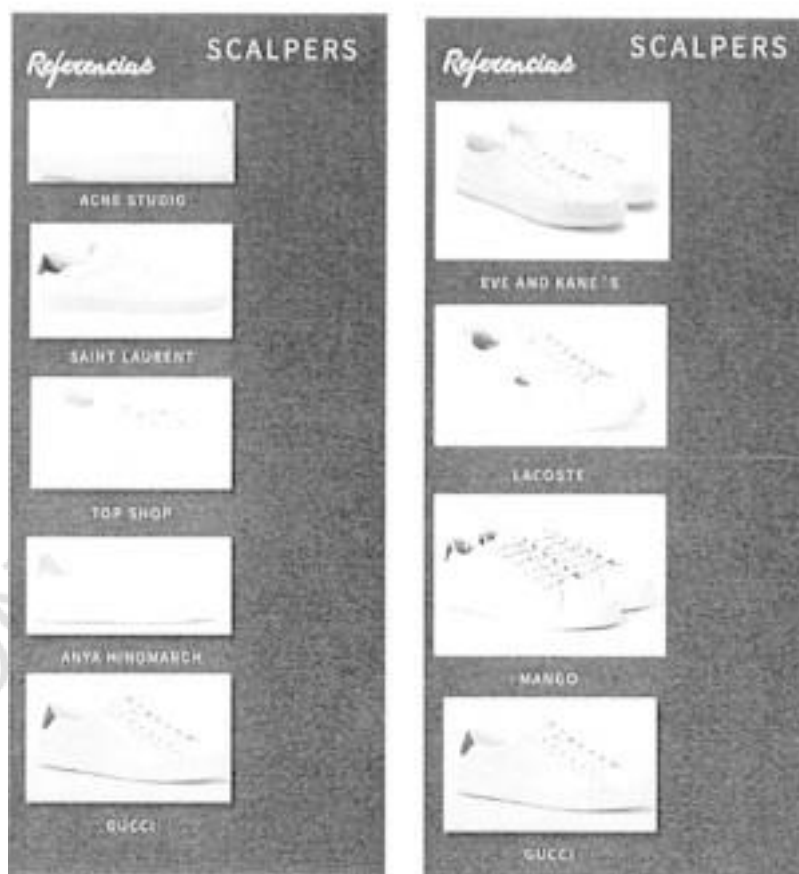 Referencias
SCALPERS
ACNE STUDIO
SAINT LAURENT
TOP SHOP
ANYA HINDMARCH
GUCCI
Referencias
SCALPERS
EVE AND KANE´S
LACOSTE
MANGO
GUCCI